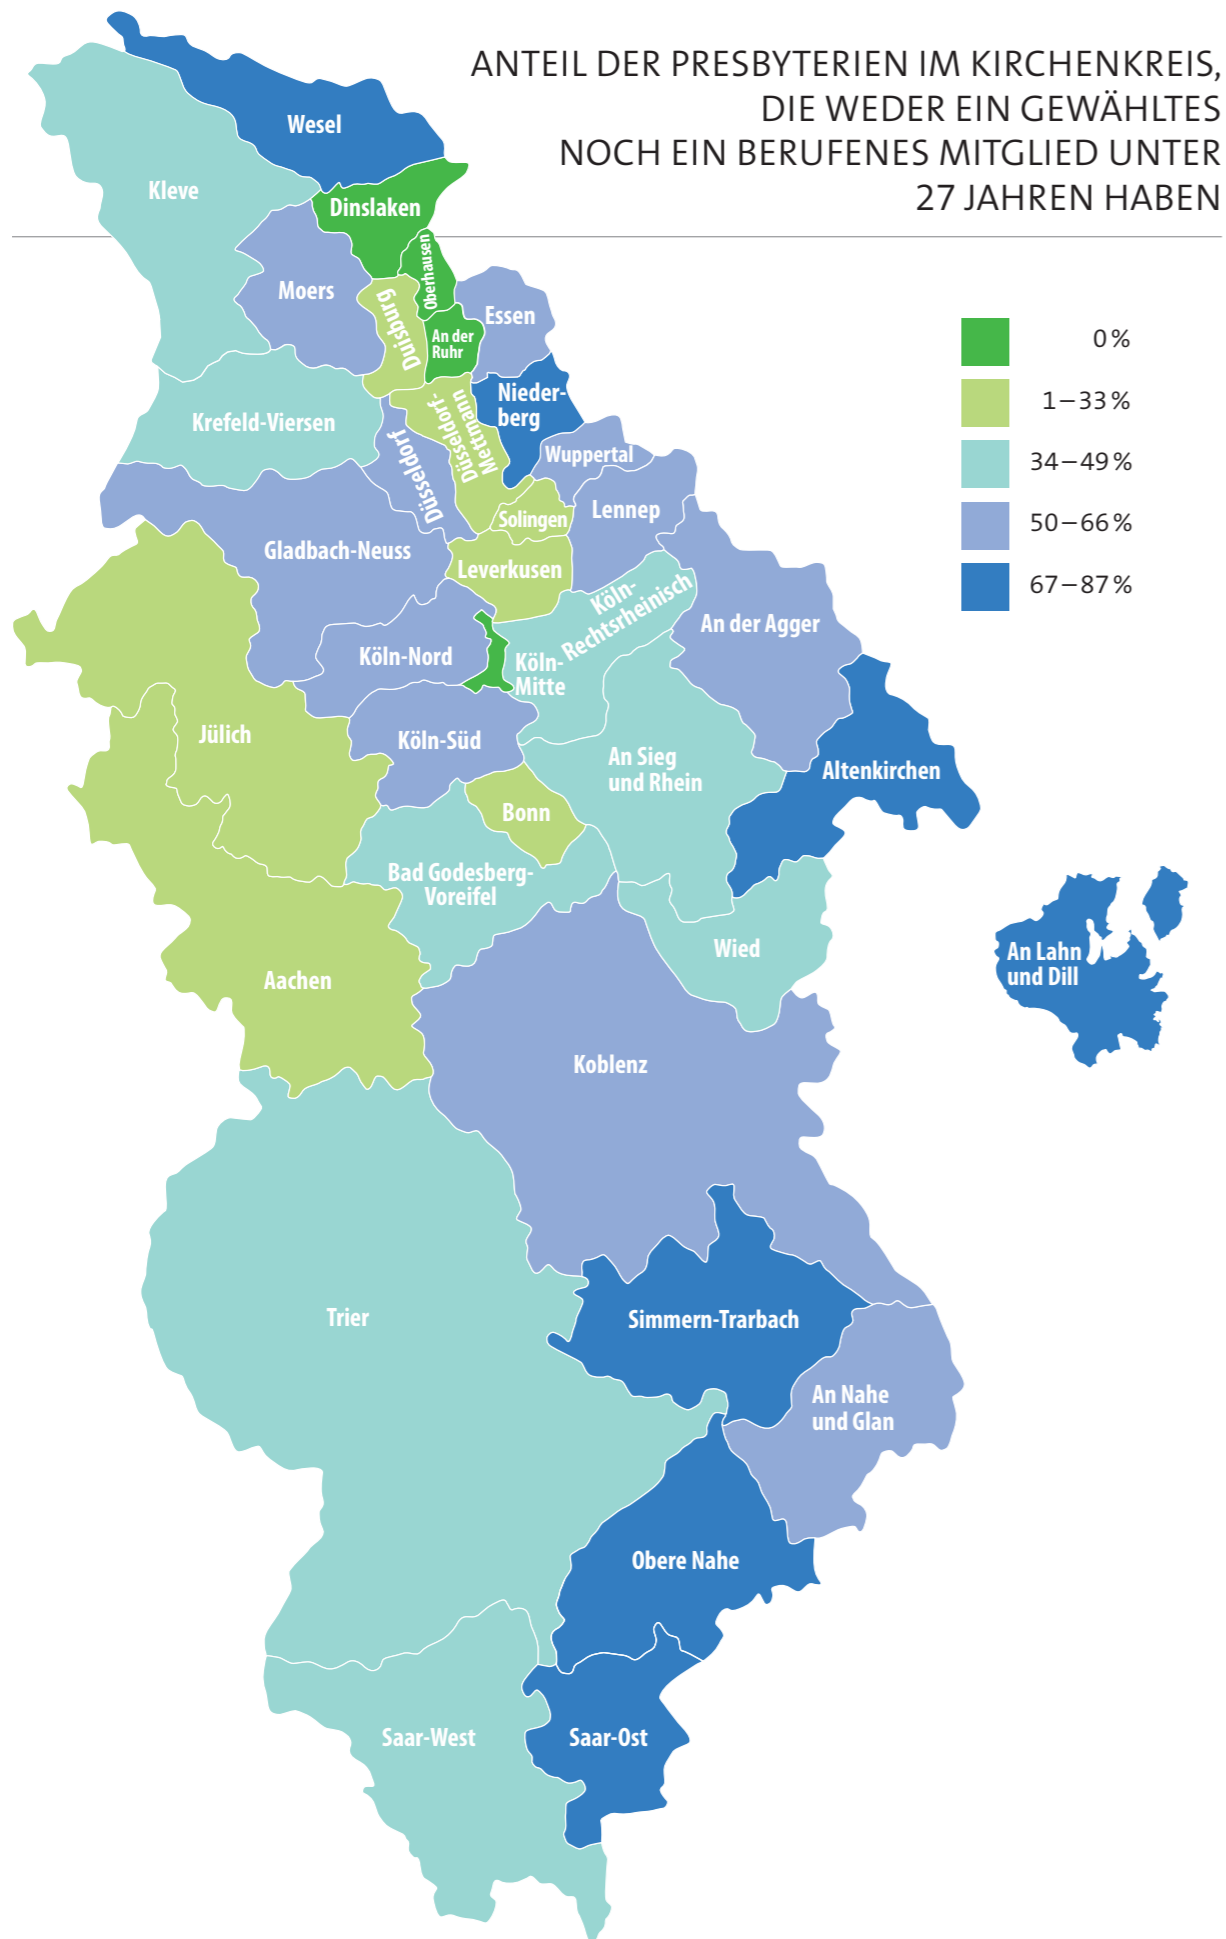 ANTEIL DER PRESBYTERIEN IM KIRCHENKREIS,
DIE WEDER EIN GEWÄHLTES
NOCH EIN BERUFENES MITGLIED UNTER
27 JAHREN HABEN
Wesel
Kleve
Dinslaken
Oberhausen
Moers
Duisburg
Essen
An der
Ruhr
Nieder-
berg
Krefeld-Viersen
Düsseldorf-
Mettmann
Düsseldorf
Wuppertal
Lennep
Solingen
Gladbach-Neuss
Leverkusen
Köln-
Rechtsrheinisch
An der Agger
Köln-Nord
Köln-
Mitte
Jülich
Köln-Süd
An Sieg
und Rhein
Altenkirchen
Bonn
Bad Godesberg-
Voreifel
Wied
An Lahn
und Dill
Aachen
Koblenz
Trier
Simmern-Trarbach
An Nahe
und Glan
Obere Nahe
Saar-West
Saar-Ost
0 %
1 – 33 %
34 – 49 %
50 – 66 %
67 – 87 %